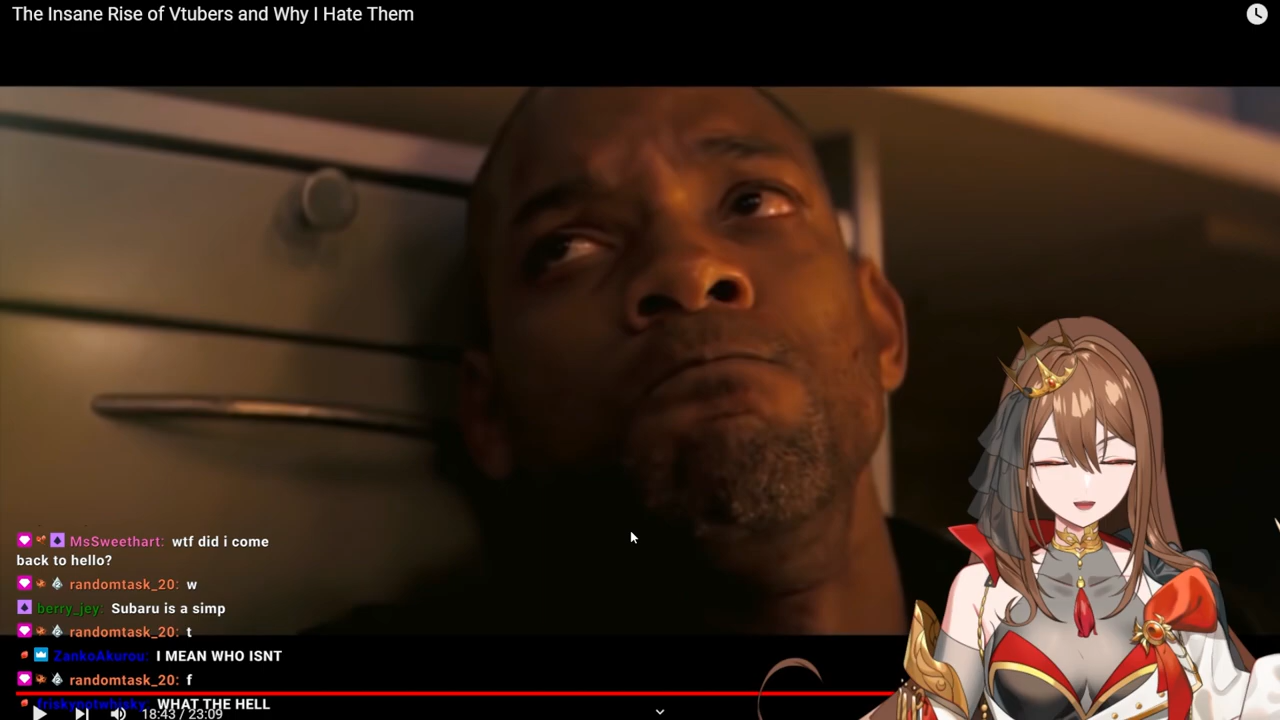 The Insane Rise of Vtubers and Why I Hate Them
MsSweethart: wtf did i come
back to hello?
randomtask_20: w
berry_jey: Subaru is a simp
randomtask_20: t
ZankoAkurou: I MEAN WHO ISNT
randomtask_20: f
friskynotwhisky: WHAT THE HELL
18:43 / 23:09